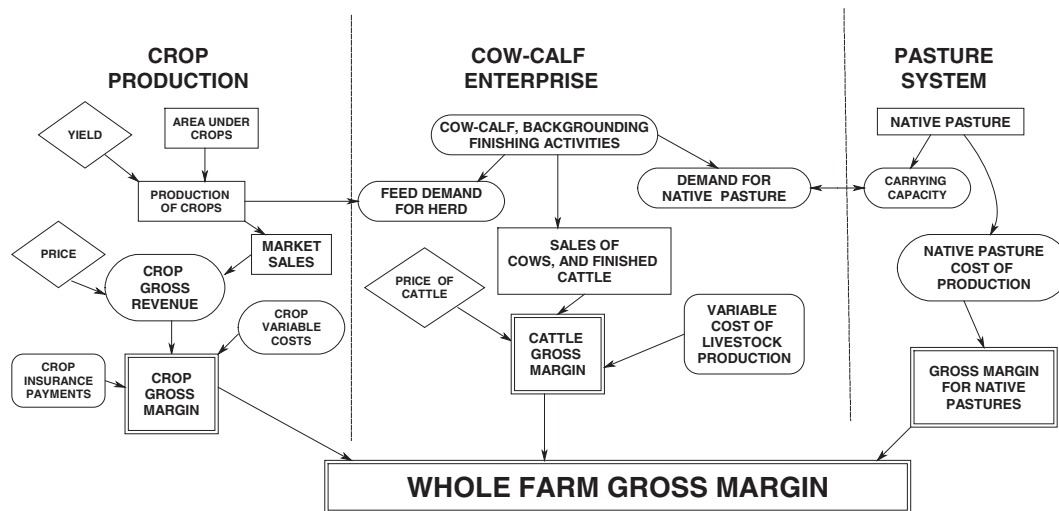 CROP
PRODUCTION
COW-CALF
ENTERPRISE
PASTURE
SYSTEM
YIELD
AREA UNDER
CROPS
PRODUCTION
OF CROPS
MARKET
SALES
PRICE
CROP
GROSS
REVENUE
CROP
VARIABLE
COSTS
CROP
INSURANCE
PAYMENTS
CROP
GROSS
MARGIN
COW-CALF, BACKGROUNDING
FINISHING ACTIVITIES
FEED DEMAND
FOR HERD
DEMAND FOR
NATIVE PASTURE
SALES OF
COWS, AND FINISHED
CATTLE
PRICE OF
CATTLE
CATTLE
GROSS
MARGIN
VARIABLE
COST OF
LIVESTOCK
PRODUCTION
NATIVE PASTURE
CARRYING
CAPACITY
NATIVE PASTURE
COST OF
PRODUCTION
GROSS MARGIN
FOR NATIVE
PASTURES
WHOLE FARM GROSS MARGIN